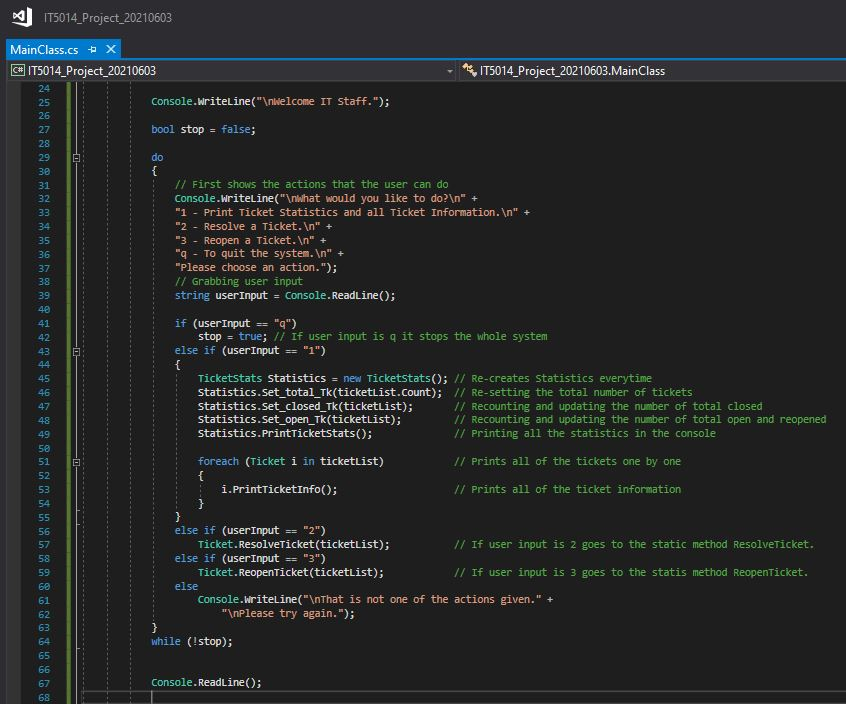 IT5014_Project_20210603
MainClass.cs
C# IT5014_Project_20210603 IT5014_Project_20210603.MainClass
24
25 Console.WriteLine("\nWelcome IT Staff.");
26
27 bool stop = false;
28
29 do
30 {
31 // First shows the actions that the user can do
32 Console.WriteLine("\nWhat would you like to do?\n" +
33 "1 - Print Ticket Statistics and all Ticket Information.\n" +
34 "2 - Resolve a Ticket.\n" +
35 "3 - Reopen a Ticket.\n" +
36 "q - To quit the system.\n" +
37 "Please choose an action.");
38 // Grabbing user input
39 string userInput = Console.ReadLine();
40
41 if (userInput == "q")
42 stop = true; // If user input is q it stops the whole system
43 else if (userInput == "1")
44 {
45 TicketStats Statistics = new TicketStats(); // Re-creates Statistics everytime
46 Statistics.Set_total_Tk(ticketList.Count); // Re-setting the total number of tickets
47 Statistics.Set_closed_Tk(ticketList); // Recounting and updating the number of total closed
48 Statistics.Set_open_Tk(ticketList); // Recounting and updating the number of total open and reopened
49 Statistics.PrintTicketStats(); // Printing all the statistics in the console
50
51 foreach (Ticket i in ticketList) // Prints all of the tickets one by one
52 {
53 i.PrintTicketInfo(); // Prints all of the ticket information
54 }
55 }
56 else if (userInput == "2")
57 Ticket.ResolveTicket(ticketList); // If user input is 2 goes to the static method ResolveTicket.
58 else if (userInput == "3")
59 Ticket.ReopenTicket(ticketList); // If user input is 3 goes to the statis method ReopenTicket.
60 else
61 Console.WriteLine("\nThat is not one of the actions given." +
62 "\nPlease try again.");
63 }
64 while (!stop);
65
66
67 Console.ReadLine();
68